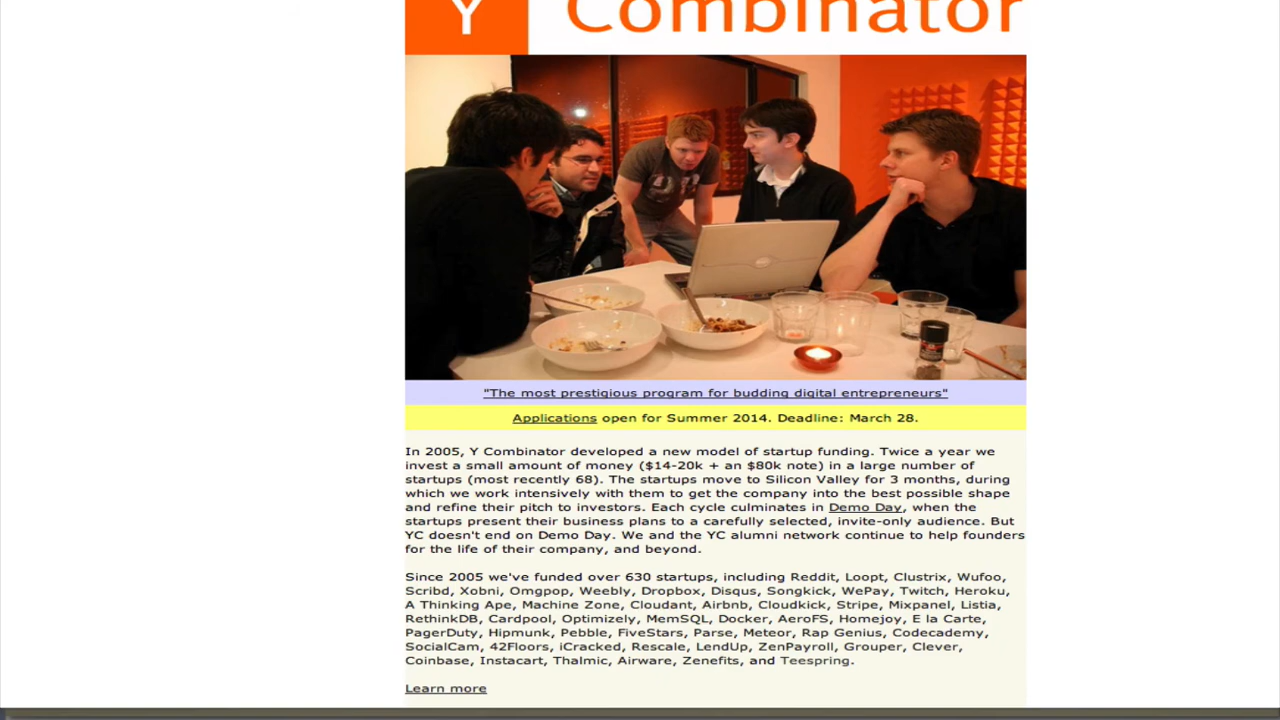 Y Combinator
"The most prestigious program for budding digital entrepreneurs"
Applications open for Summer 2014. Deadline: March 28.
In 2005, Y Combinator developed a new model of startup funding. Twice a year we
invest a small amount of money ($14-20k + an $80k note) in a large number of
startups (most recently 68). The startups move to Silicon Valley for 3 months, during
which we work intensively with them to get the company into the best possible shape
and refine their pitch to investors. Each cycle culminates in Demo Day, when the
startups present their business plans to a carefully selected, invite-only audience. But
YC doesn't end on Demo Day. We and the YC alumni network continue to help founders
for the life of their company, and beyond.
Since 2005 we've funded over 630 startups, including Reddit, Loopt, Clustrix, Wufoo,
Scribd, Xobni, Omgpop, Weebly, Dropbox, Disqus, Songkick, WePay, Twitch, Heroku,
A Thinking Ape, Machine Zone, Cloudant, Airbnb, Cloudkick, Stripe, Mixpanel, Listia,
RethinkDB, Cardpool, Optimizely, MemSQL, Docker, AeroFS, Homejoy, E la Carte,
PagerDuty, Hipmunk, Pebble, FiveStars, Parse, Meteor, Rap Genius, Codecademy,
SocialCam, 42Floors, iCracked, Rescale, LendUp, ZenPayroll, Grouper, Clever,
Coinbase, Instacart, Thalmic, Airware, Zenefits, and Teespring.
Learn more